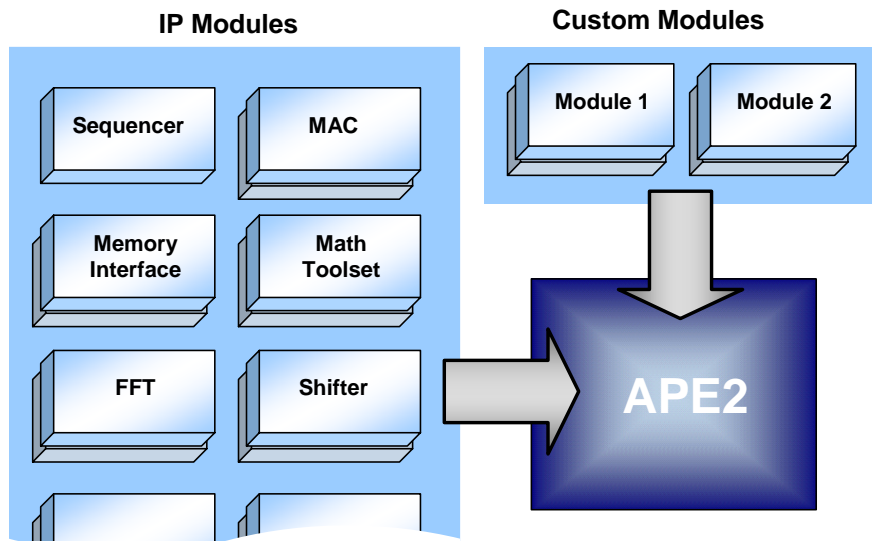 IP Modules
Custom Modules
Sequencer
MAC
Module 1
Module 2
Memory
Interface
Math
Toolset
FFT
Shifter
APE2